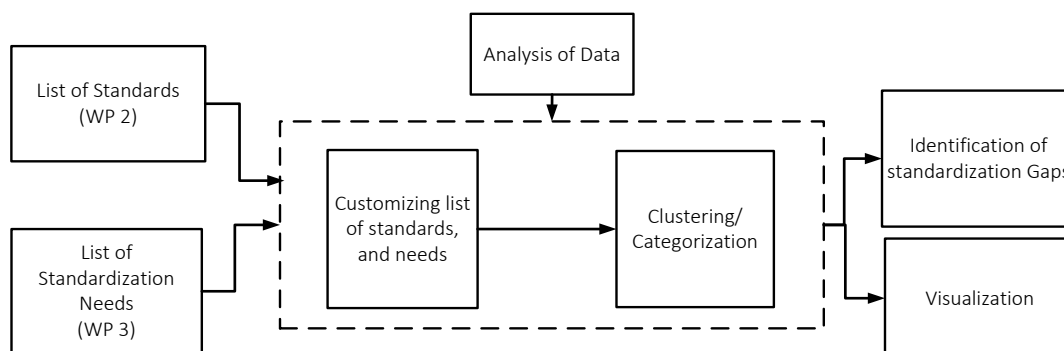 Analysis of Data
List of Standards
(WP 2)
List of
Standardization
Needs
(WP 3)
Customizing list
of standards,
and needs
Clustering/
Categorization
Identification of
standardization Gaps
Visualization